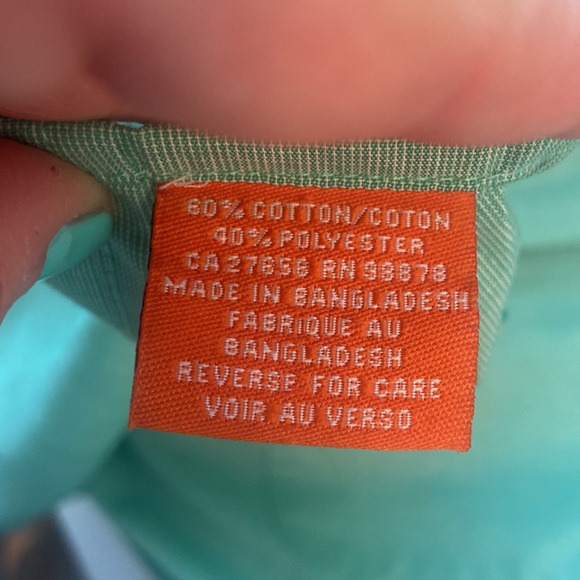 60% COTTON/COTON
40% POLYESTER
CA 27656 RN 98878
MADE IN BANGLADESH
FABRIQUE AU
BANGLADESH
REVERSE FOR CARE
VOIR AU VERSO